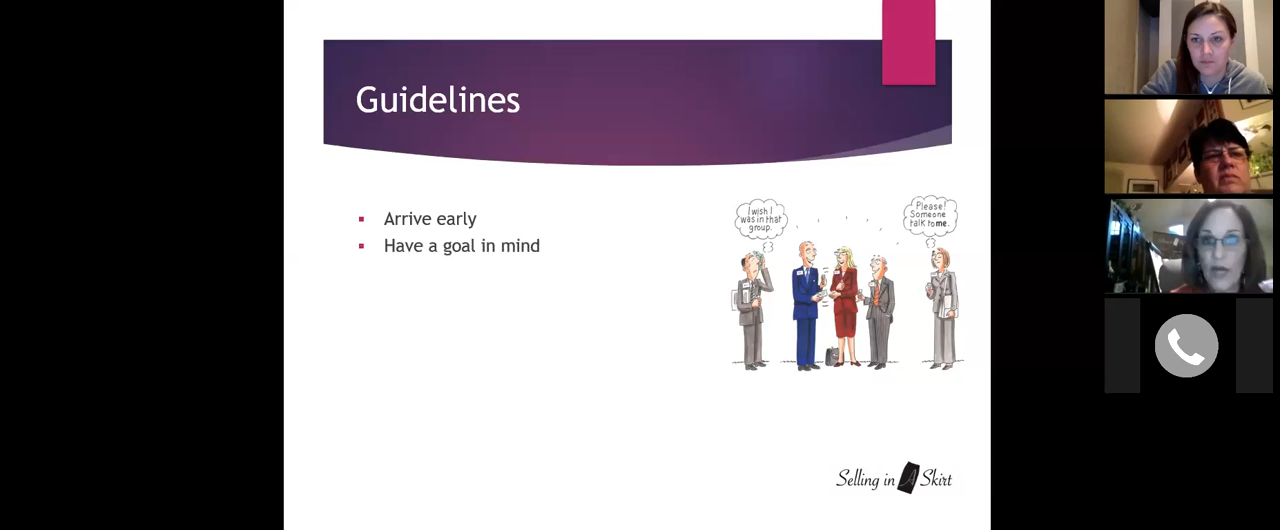 Guidelines
Arrive early
Have a goal in mind
I wish I
was in that
group.
Please!
Someone
talk to me.
Selling in A Skirt